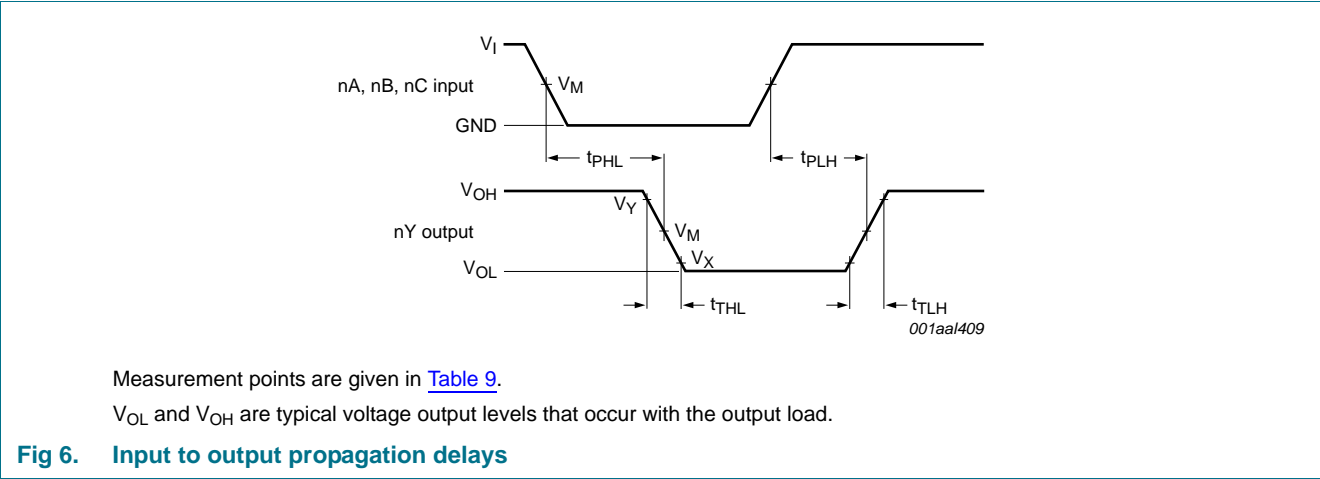 VI
nA, nB, nC input
VM
GND
tPHL
tPLH
VOH
VY
nY output
VM
VX
VOL
tTHL
tTLH
001aal409
Measurement points are given in Table 9.
VOL and VOH are typical voltage output levels that occur with the output load.
Fig 6. Input to output propagation delays